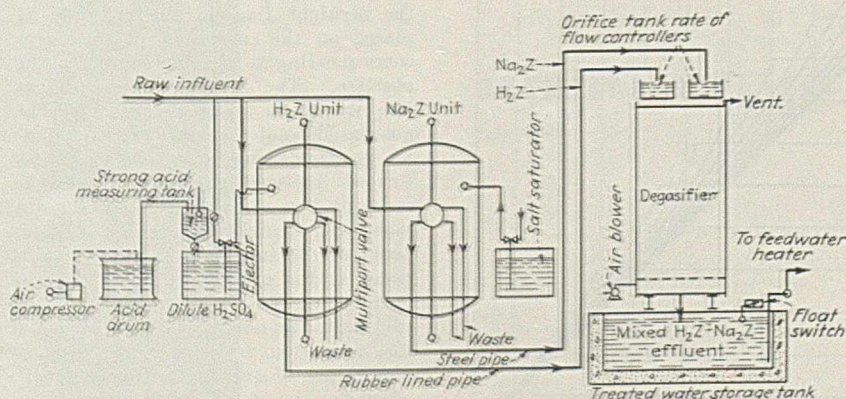 Orifice tank rate of
flow controllers
Na₂Z
H₂Z
Raw influent
H₂Z Unit
Na₂Z Unit
Vent.
Strong acid
measuring tank
Salt saturator
Degasifier
Ejector
Multiport valve
Air blower
To feedwater
heater
Air
compressor
Acid
drum
Dilute H₂SO₄
Waste
Waste
Float
switch
Mixed H₂Z-Na₂Z
effluent
Steel pipe
Rubber lined pipe
Treated water storage tank